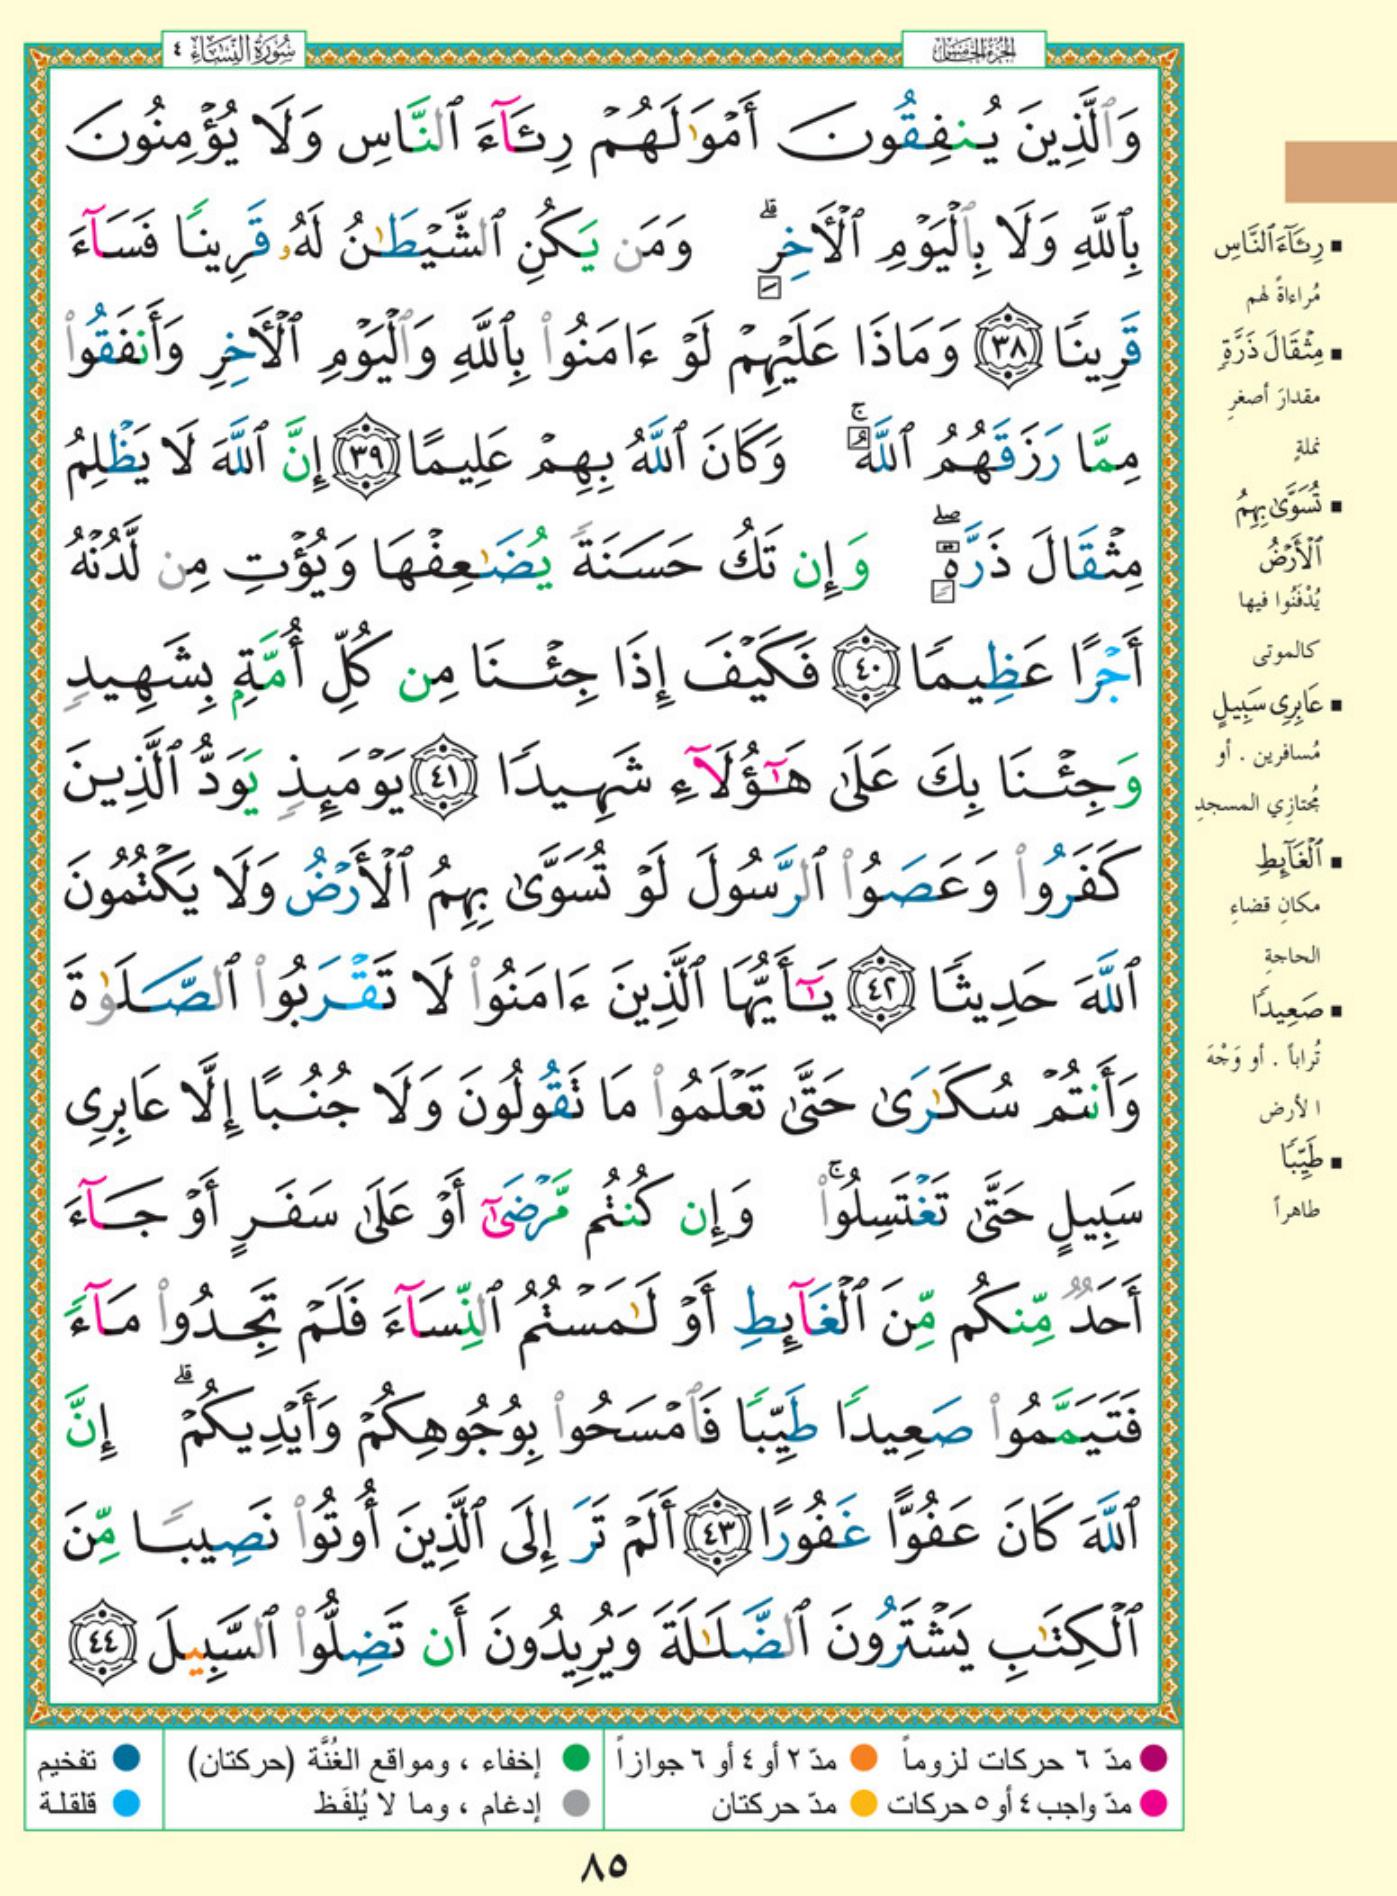 سُورَةُ النِّسَاءِ ٤
الجُزْءُ الخَامِسُ
وَٱلَّذِينَ يُنفِقُونَ أَمْوَٰلَهُمْ رِئَآءَ ٱلنَّاسِ وَلَا يُؤْمِنُونَ
بِٱللَّهِ وَلَا بِٱلْيَوْمِ ٱلْأَخِرِ ۗ وَمَن يَكُنِ ٱلشَّيْطَٰنُ لَهُۥ قَرِينًا فَسَآءَ
قَرِينًا ٣٨ وَمَاذَا عَلَيْهِمْ لَوْ ءَامَنُوا۟ بِٱللَّهِ وَٱلْيَوْمِ ٱلْأَخِرِ وَأَنفَقُوا۟
مِمَّا رَزَقَهُمُ ٱللَّهُ ۚ وَكَانَ ٱللَّهُ بِهِمْ عَلِيمًا ٣٩ إِنَّ ٱللَّهَ لَا يَظْلِمُ
مِثْقَالَ ذَرَّةٍ ۖ وَإِن تَكُ حَسَنَةً يُضَٰعِفْهَا وَيُؤْتِ مِن لَّدُنْهُ
أَجْرًا عَظِيمًا ٤٠ فَكَيْفَ إِذَا جِئْنَا مِن كُلِّ أُمَّةٍۭ بِشَهِيدٍ
وَجِئْنَا بِكَ عَلَىٰ هَٰٓؤُلَآءِ شَهِيدًا ٤١ يَوْمَئِذٍ يَوَدُّ ٱلَّذِينَ
كَفَرُوا۟ وَعَصَوُا۟ ٱلرَّسُولَ لَوْ تُسَوَّىٰ بِهِمُ ٱلْأَرْضُ وَلَا يَكْتُمُونَ
ٱللَّهَ حَدِيثًا ٤٢ يَٰٓأَيُّهَا ٱلَّذِينَ ءَامَنُوا۟ لَا تَقْرَبُوا۟ ٱلصَّلَوٰةَ
وَأَنتُمْ سُكَٰرَىٰ حَتَّىٰ تَعْلَمُوا۟ مَا تَقُولُونَ وَلَا جُنُبًا إِلَّا عَابِرِى
سَبِيلٍ حَتَّىٰ تَغْتَسِلُوا۟ ۚ وَإِن كُنتُم مَّرْضَىٰٓ أَوْ عَلَىٰ سَفَرٍ أَوْ جَآءَ
أَحَدٌ مِّنكُم مِّنَ ٱلْغَآئِطِ أَوْ لَٰمَسْتُمُ ٱلنِّسَآءَ فَلَمْ تَجِدُوا۟ مَآءً
فَتَيَمَّمُوا۟ صَعِيدًا طَيِّبًا فَٱمْسَحُوا۟ بِوُجُوهِكُمْ وَأَيْدِيكُمْ ۗ إِنَّ
ٱللَّهَ كَانَ عَفُوًّا غَفُورًا ٤٣ أَلَمْ تَرَ إِلَى ٱلَّذِينَ أُوتُوا۟ نَصِيبًا مِّنَ
ٱلْكِتَٰبِ يَشْتَرُونَ ٱلضَّلَٰلَةَ وَيُرِيدُونَ أَن تَضِلُّوا۟ ٱلسَّبِيلَ ٤٤
▪ رِئَآءَ ٱلنَّاسِ
مُراءاةً لهم
▪ مِثْقَالَ ذَرَّةٍ
مقدارَ أصغرِ
نملةٍ
▪ تُسَوَّىٰ بِهِمُ
ٱلْأَرْضُ
يُدْفَنُوا فيها
كالموتى
▪ عَابِرِى سَبِيلٍ
مُسافرين . أو
مُجتازِي المسجدِ
▪ ٱلْغَآئِطِ
مكانِ قضاءِ
الحاجةِ
▪ صَعِيدًا
تُراباً . أو وَجْهَ
الأرض
▪ طَيِّبًا
طاهراً
مدّ ٦ حركات لزوماً ● مدّ ٢ أو ٤ أو ٦ جوازاً ● إخفاء ، ومواقع الغُنَّة (حركتان) ● تفخيم
مدّ واجب ٤ أو ٥ حركات ● مدّ حركتان ● إدغام ، وما لا يُلفَظ ● قلقلة
٨٥